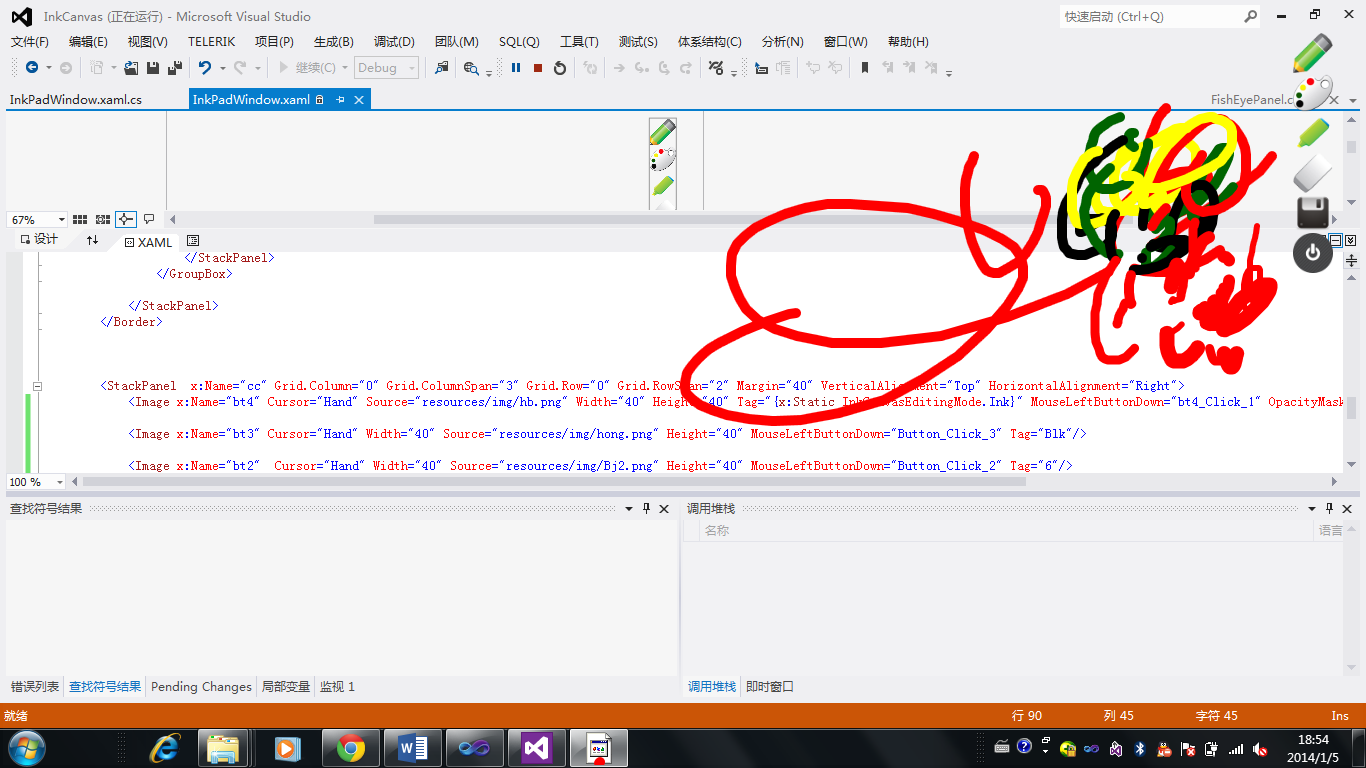 InkCanvas (正在运行) - Microsoft Visual Studio
快速启动 (Ctrl+Q)
文件(F) 编辑(E) 视图(V) TELERIK 项目(P) 生成(B) 调试(D) 团队(M) SQL(Q) 工具(T) 测试(S) 体系结构(C) 分析(N) 窗口(W) 帮助(H)
继续(C) Debug
InkPadWindow.xaml.cs InkPadWindow.xaml FishEyePanel.c
67%
设计 XAML
</StackPanel>
</GroupBox>
</StackPanel>
</Border>
<StackPanel x:Name="cc" Grid.Column="0" Grid.ColumnSpan="3" Grid.Row="0" Grid.RowSpan="2" Margin="40" VerticalAlignment="Top" HorizontalAlignment="Right">
<Image x:Name="bt4" Cursor="Hand" Source="resources/img/hb.png" Width="40" Height="40" Tag="{x:Static InkCanvasEditingMode.Ink}" MouseLeftButtonDown="bt4_Click_1" OpacityMask
<Image x:Name="bt3" Cursor="Hand" Width="40" Source="resources/img/hong.png" Height="40" MouseLeftButtonDown="Button_Click_3" Tag="Blk"/>
<Image x:Name="bt2" Cursor="Hand" Width="40" Source="resources/img/Bj2.png" Height="40" MouseLeftButtonDown="Button_Click_2" Tag="6"/>
100 %
查找符号结果 调用堆栈
名称 语言
错误列表 查找符号结果 Pending Changes 局部变量 监视 1 调用堆栈 即时窗口
就绪 行 90 列 45 字符 45 Ins
18:54
2014/1/5